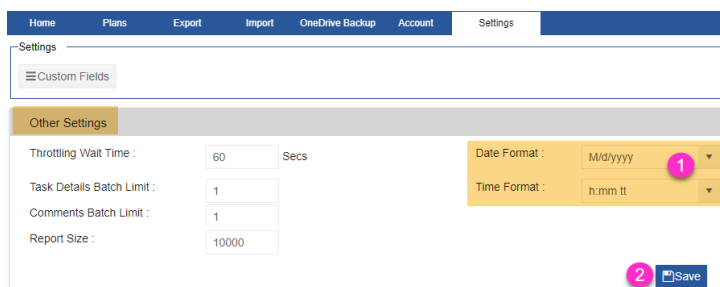 Home Plans Export Import OneDrive Backup Account Settings
Settings
Custom Fields
Other Settings
Throttling Wait Time : 60 Secs Date Format : M/d/yyyy 1
Task Details Batch Limit : 1 Time Format : h:mm tt
Comments Batch Limit : 1
Report Size : 10000
2 Save